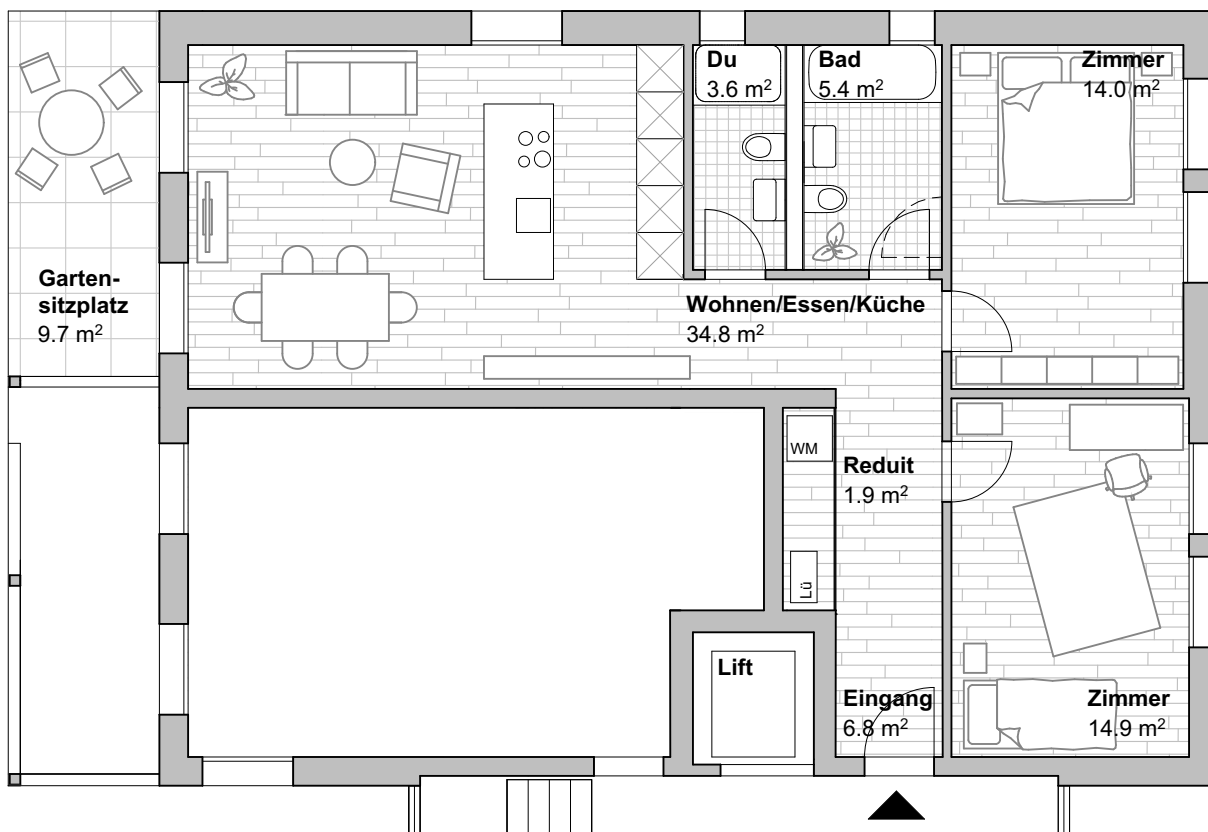 Du
3.6 m²
Bad
5.4 m²
Zimmer
14.0 m²
Garten-
sitzplatz
9.7 m²
Wohnen/Essen/Küche
34.8 m²
WM
Reduit
1.9 m²
Lü
Lift
Eingang
6.8 m²
Zimmer
14.9 m²